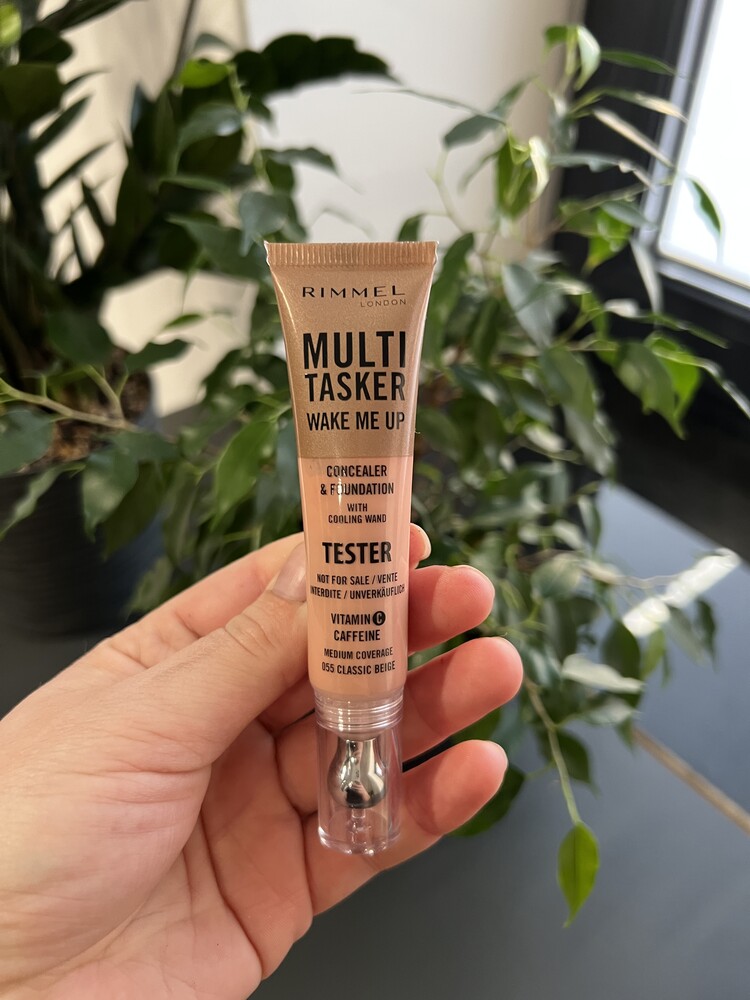 RIMMEL
LONDON
MULTI
TASKER
WAKE ME UP
CONCEALER
& FOUNDATION
WITH
COOLING WAND
TESTER
NOT FOR SALE / VENTE
INTERDITE / UNVERKÄUFLICH
VITAMIN C
CAFFEINE
MEDIUM COVERAGE
055 CLASSIC BEIGE